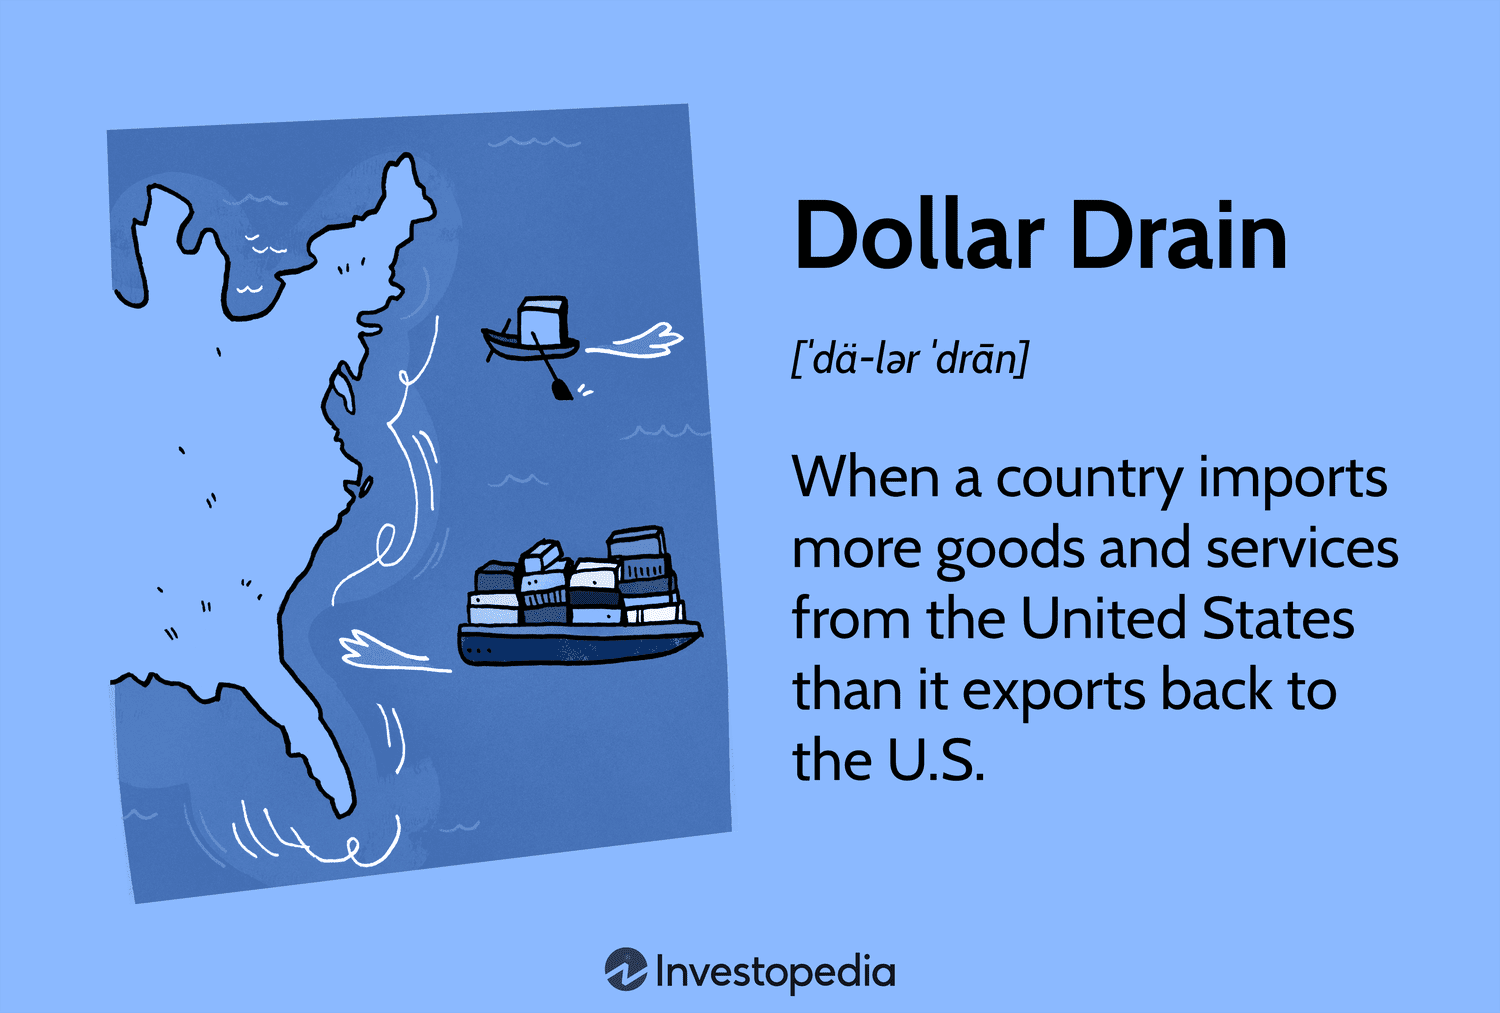 Dollar Drain
[ˈdä-lər ˈdrān]
When a country imports
more goods and services
from the United States
than it exports back to
the U.S.
Investopedia